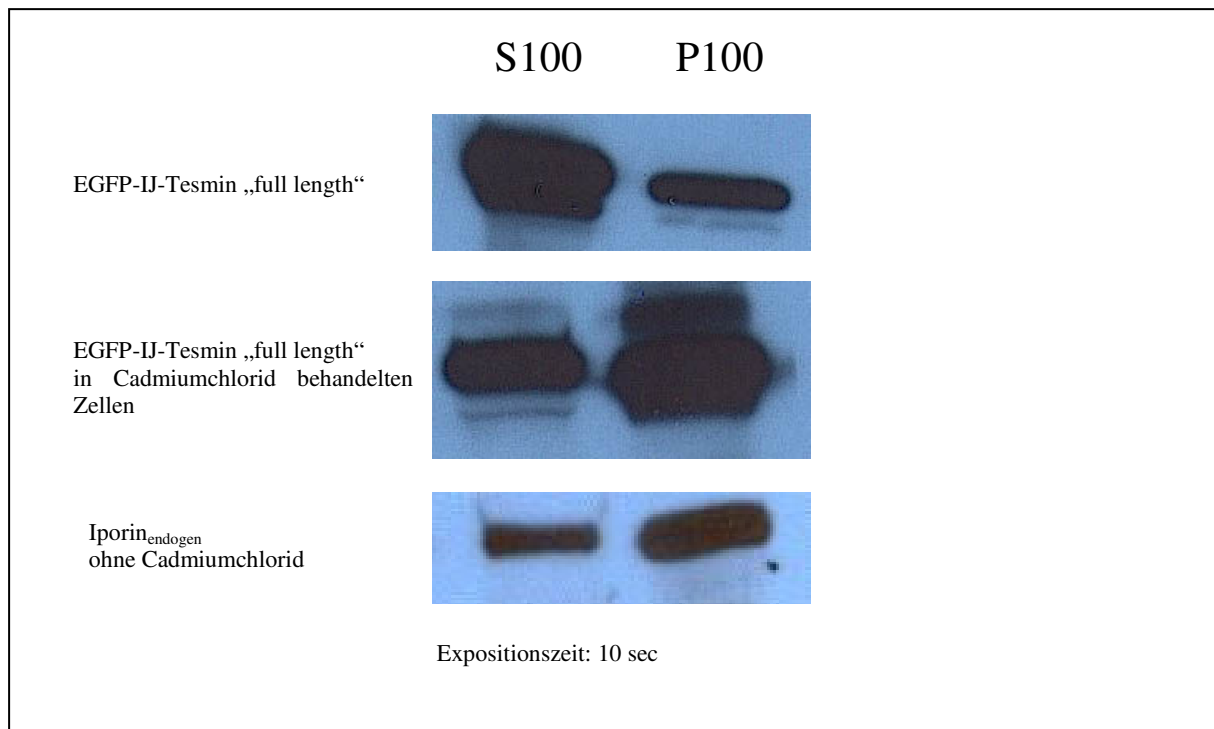 S100 P100
EGFP-IJ-Tesmin „full length“
EGFP-IJ-Tesmin „full length“
in Cadmiumchlorid behandelten
Zellen
Iporinendogen
ohne Cadmiumchlorid
Expositionszeit: 10 sec